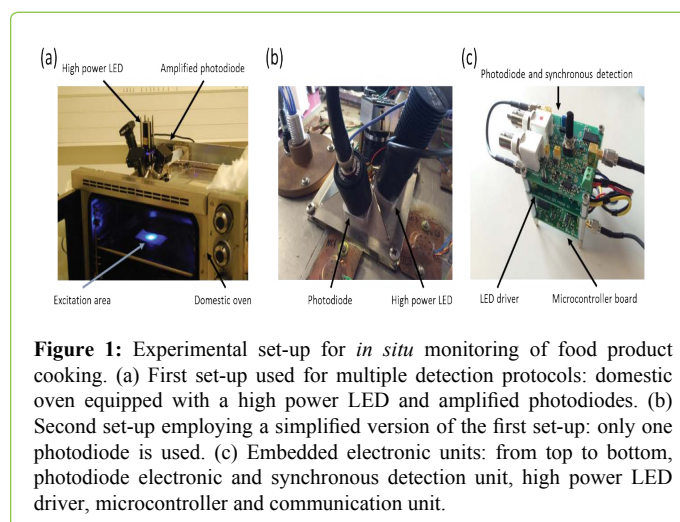 (a)
High power LED
Amplified photodiode
Excitation area
Domestic oven
(b)
Photodiode
High power LED
(c)
Photodiode and synchronous detection
LED driver
Microcontroller board
Figure 1: Experimental set-up for in situ monitoring of food product
cooking. (a) First set-up used for multiple detection protocols: domestic
oven equipped with a high power LED and amplified photodiodes. (b)
Second set-up employing a simplified version of the first set-up: only one
photodiode is used. (c) Embedded electronic units: from top to bottom,
photodiode electronic and synchronous detection unit, high power LED
driver, microcontroller and communication unit.